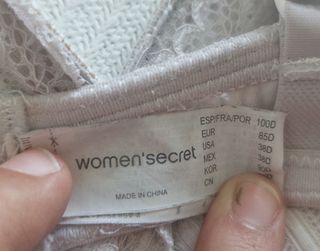 women'secret
MADE IN CHINA
ESP/FRA/POR 100D
EUR 85D
USA 38D
MEX 38D
KOR
CN